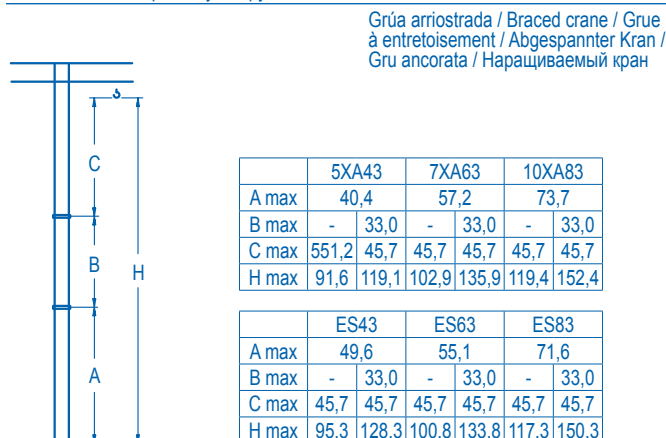 Grúa arriostrada / Braced crane / Grue
à entretoisement / Abgespannter Kran /
Gru ancorata / Наращиваемый кран
C
B
H
A
5XA43 7XA63 10XA83
A max 40,4 57,2 73,7
B max - 33,0 - 33,0 - 33,0
C max 551,2 45,7 45,7 45,7 45,7 45,7
H max 91,6 119,1 102,9 135,9 119,4 152,4
ES43 ES63 ES83
A max 49,6 55,1 71,6
B max - 33,0 - 33,0 - 33,0
C max 45,7 45,7 45,7 45,7 45,7 45,7
H max 95,3 128,3 100,8 133,8 117,3 150,3